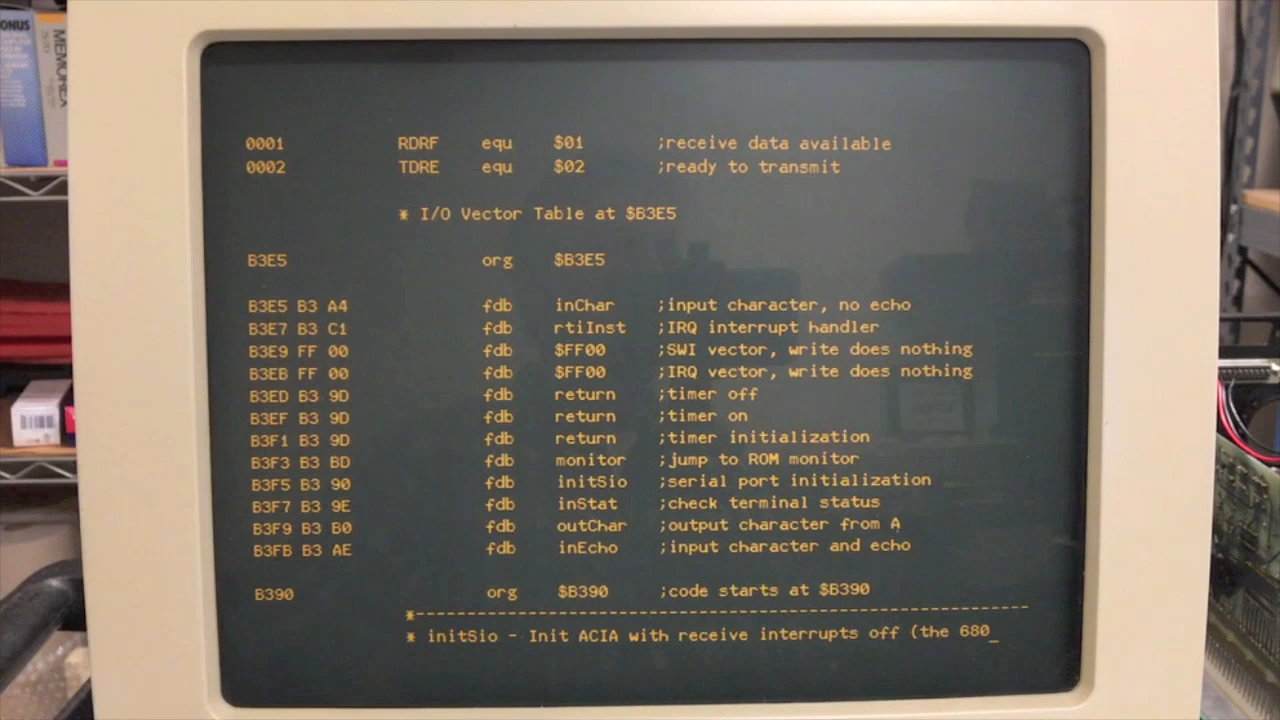 ONUS
MEMOREX
0001 RDRF equ $01 ;receive data available
0002 TDRE equ $02 ;ready to transmit
* I/O Vector Table at $B3E5
B3E5 org $B3E5
B3E5 B3 A4 fdb inChar ;input character, no echo
B3E7 B3 C1 fdb rtiInst ;IRQ interrupt handler
B3E9 FF 00 fdb $FF00 ;SWI vector, write does nothing
B3EB FF 00 fdb $FF00 ;IRQ vector, write does nothing
B3ED B3 9D fdb return ;timer off
B3EF B3 9D fdb return ;timer on
B3F1 B3 9D fdb return ;timer initialization
B3F3 B3 BD fdb monitor ;jump to ROM monitor
B3F5 B3 90 fdb initSio ;serial port initialization
B3F7 B3 9E fdb inStat ;check terminal status
B3F9 B3 B0 fdb outChar ;output character from A
B3FB B3 AE fdb inEcho ;input character and echo
B390 org $B390 ;code starts at $B390
*------------------------------------------------------------
* initSio - Init ACIA with receive interrupts off (the 680_